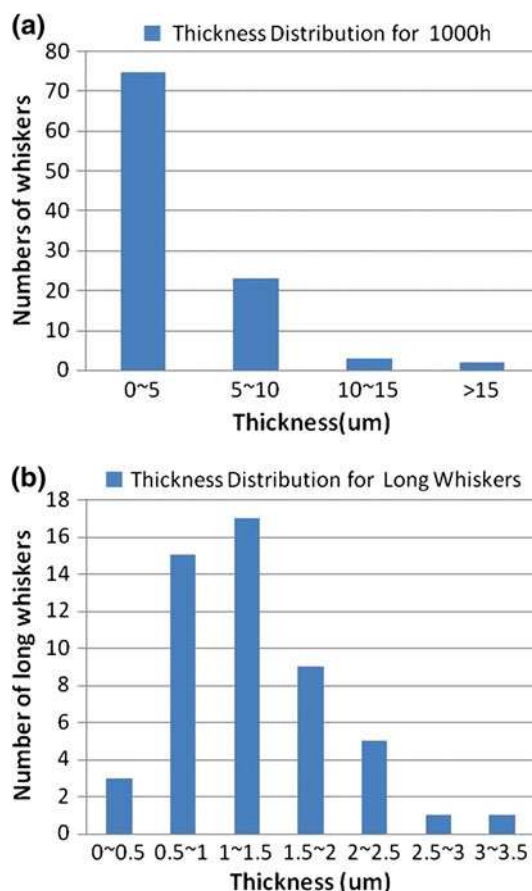 (a)
Thickness Distribution for 1000h
Numbers of whiskers
80
70
60
50
40
30
20
10
0
0~5 5~10 10~15 >15
Thickness(um)
(b)
Thickness Distribution for Long Whiskers
Number of long whiskers
18
16
14
12
10
8
6
4
2
0
0~0.5 0.5~1 1~1.5 1.5~2 2~2.5 2.5~3 3~3.5
Thickness (um)